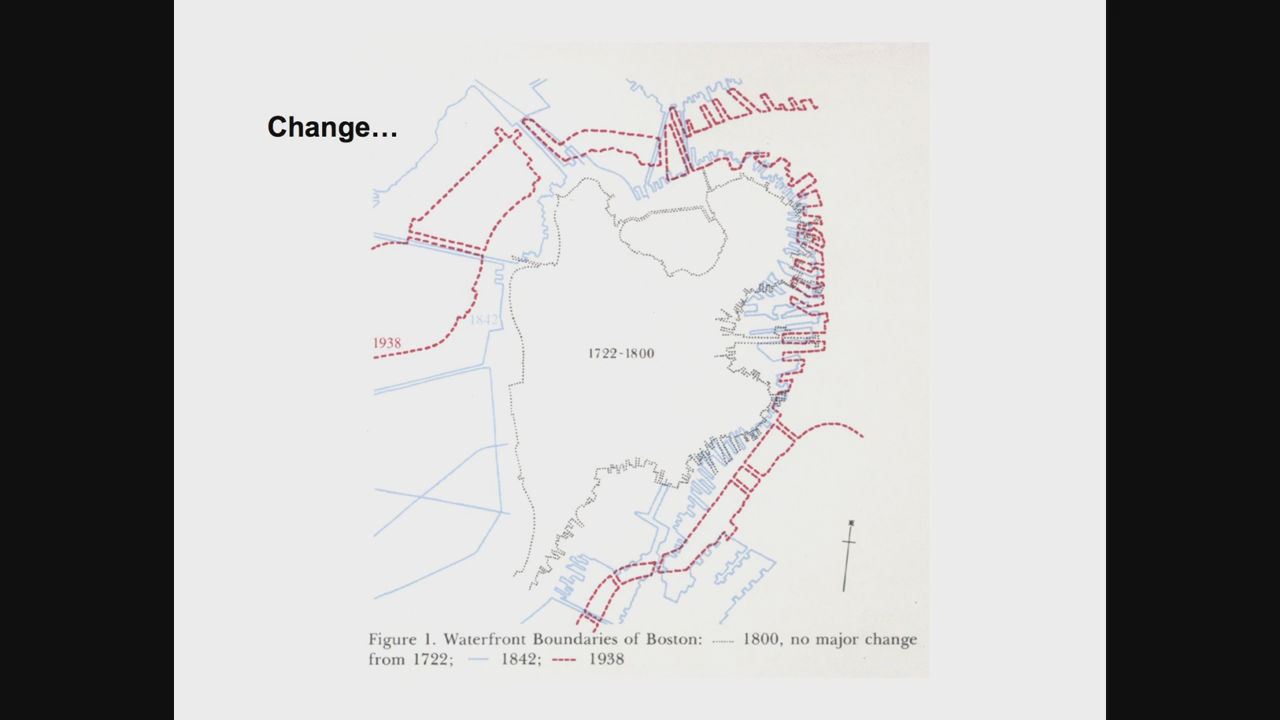 Change...
1842
1938
1722-1800
Figure 1. Waterfront Boundaries of Boston: 1800, no major change
from 1722; 1842; 1938